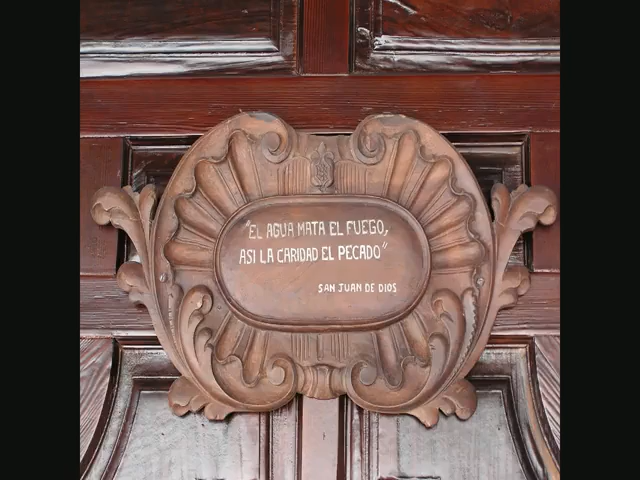 "EL AGUA MATA EL FUEGO,
ASI LA CARIDAD EL PECADO"
SAN JUAN DE DIOS